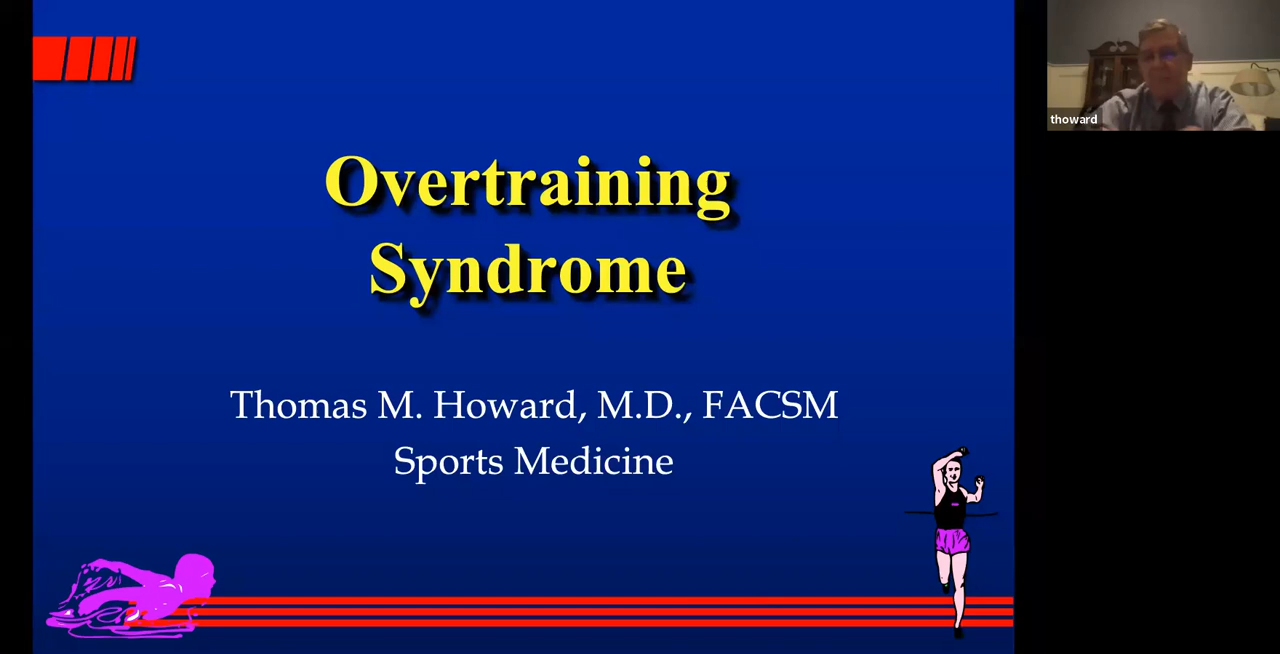 Overtraining
Syndrome
Thomas M. Howard, M.D., FACSM
Sports Medicine
thoward